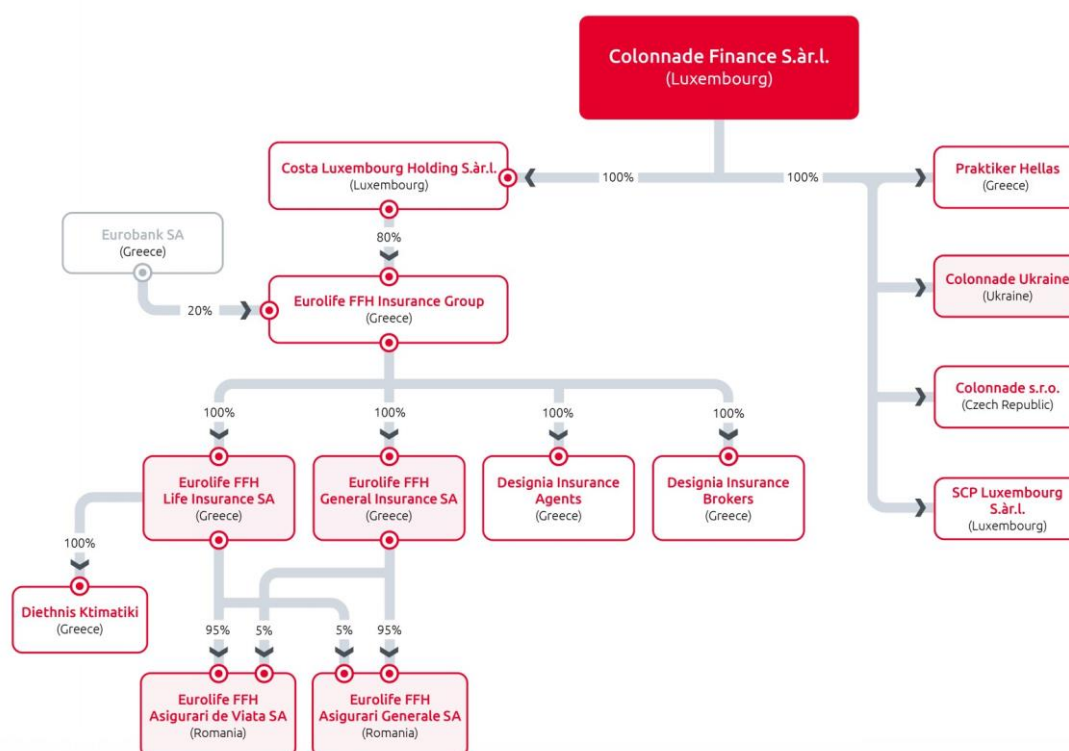 Colonnade Finance S.àr.l.
(Luxembourg)
Costa Luxembourg Holding S.àr.l.
(Luxembourg)
100%
100%
Praktiker Hellas
(Greece)
Eurobank SA
(Greece)
80%
20%
Eurolife FFH Insurance Group
(Greece)
Colonnade Ukraine
(Ukraine)
Colonnade s.r.o.
(Czech Republic)
100%
100%
100%
100%
Eurolife FFH
Life Insurance SA
(Greece)
Eurolife FFH
General Insurance SA
(Greece)
Designia Insurance
Agents
(Greece)
Designia Insurance
Brokers
(Greece)
SCP Luxembourg
S.àr.l.
(Luxembourg)
100%
Diethnis Ktimatiki
(Greece)
95%
5%
5%
95%
Eurolife FFH
Asigurari de Viata SA
(Romania)
Eurolife FFH
Asigurari Generale SA
(Romania)